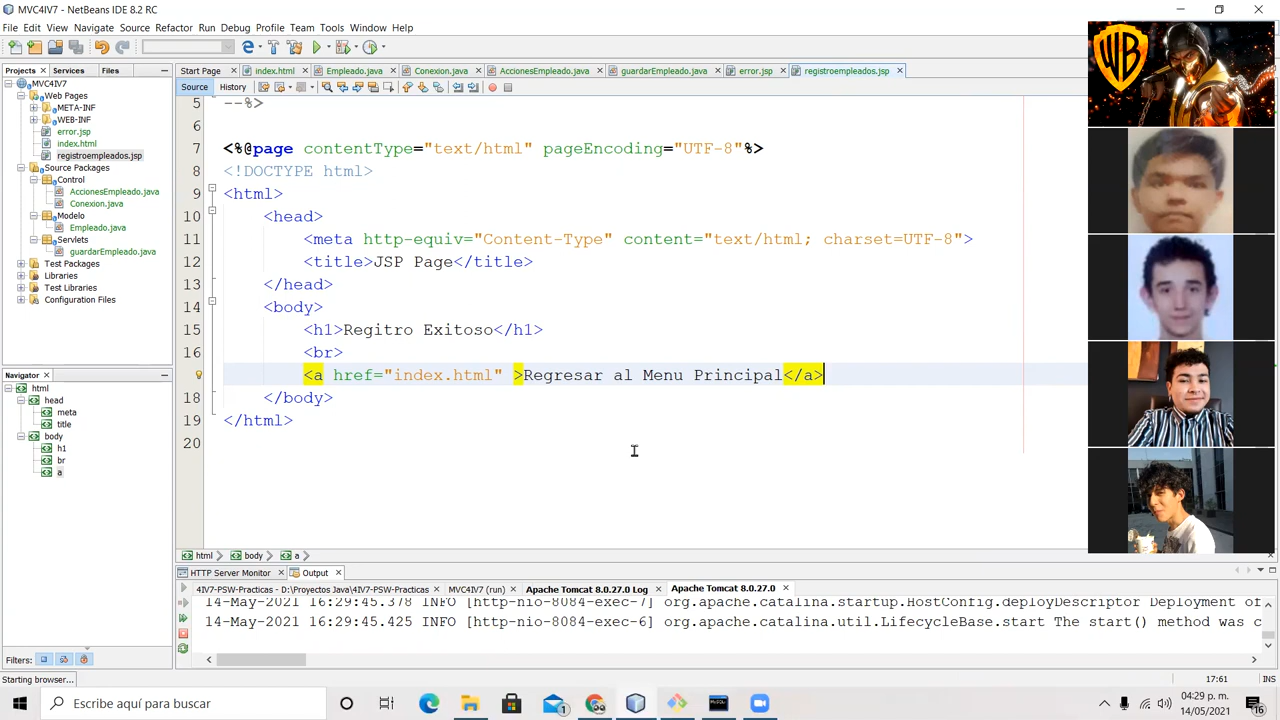 MVC4IV7 - NetBeans IDE 8.2 RC
File Edit View Navigate Source Refactor Run Debug Profile Team Tools Window Help
Projects Services Files
Start Page index.html Empleado.java Conexion.java AccionesEmpleado.java guardarEmpleado.java error.jsp registroempleados.jsp
Source History
MVC4IV7
Web Pages
META-INF
WEB-INF
error.jsp
index.html
registroempleados.jsp
Source Packages
Control
AccionesEmpleado.java
Conexion.java
Modelo
Empleado.java
Servlets
guardarEmpleado.java
Test Packages
Libraries
Test Libraries
Configuration Files
5 --%>
6
7 <%@page contentType="text/html" pageEncoding="UTF-8"%>
8 <!DOCTYPE html>
9 <html>
10 <head>
11 <meta http-equiv="Content-Type" content="text/html; charset=UTF-8">
12 <title>JSP Page</title>
13 </head>
14 <body>
15 <h1>Regitro Exitoso</h1>
16 <br>
17 <a href="index.html" >Regresar al Menu Principal</a>
18 </body>
19 </html>
20
WB
Navigator
html
head
meta
title
body
h1
br
a
html body a
HTTP Server Monitor Output
4IV7-PSW-Practicas - D:\Proyectos Java\4IV7-PSW-Practicas MVC4IV7 (run) Apache Tomcat 8.0.27.0 Log Apache Tomcat 8.0.27.0
14-May-2021 16:29:45.378 INFO [http-nio-8084-exec-7] org.apache.catalina.startup.HostConfig.deployDescriptor Deployment of
14-May-2021 16:29:45.425 INFO [http-nio-8084-exec-6] org.apache.catalina.util.LifecycleBase.start The start() method was c
Filters:
Starting browser...
17:61 INS
Escribe aquí para buscar
04:29 p. m.
14/05/2021
16